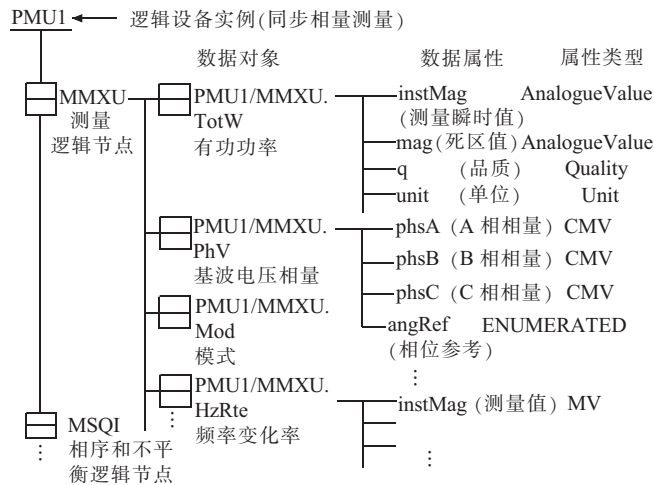 PMU1 逻辑设备实例(同步相量测量)
数据对象 数据属性 属性类型
MMXU
测量
逻辑节点
PMU1/MMXU.
TotW
有功功率
instMag AnalogueValue
(测量瞬时值)
mag(死区值)AnalogueValue
q (品质) Quality
unit (单位) Unit
PMU1/MMXU.
PhV
基波电压相量
phsA (A 相相量) CMV
phsB (B 相相量) CMV
phsC (C 相相量) CMV
angRef ENUMERATED
(相位参考)
⋮
PMU1/MMXU.
Mod
模式
PMU1/MMXU.
HzRte
频率变化率
⋮
instMag (测量值) MV
⋮
MSQI
相序和不平
衡逻辑节点
⋮